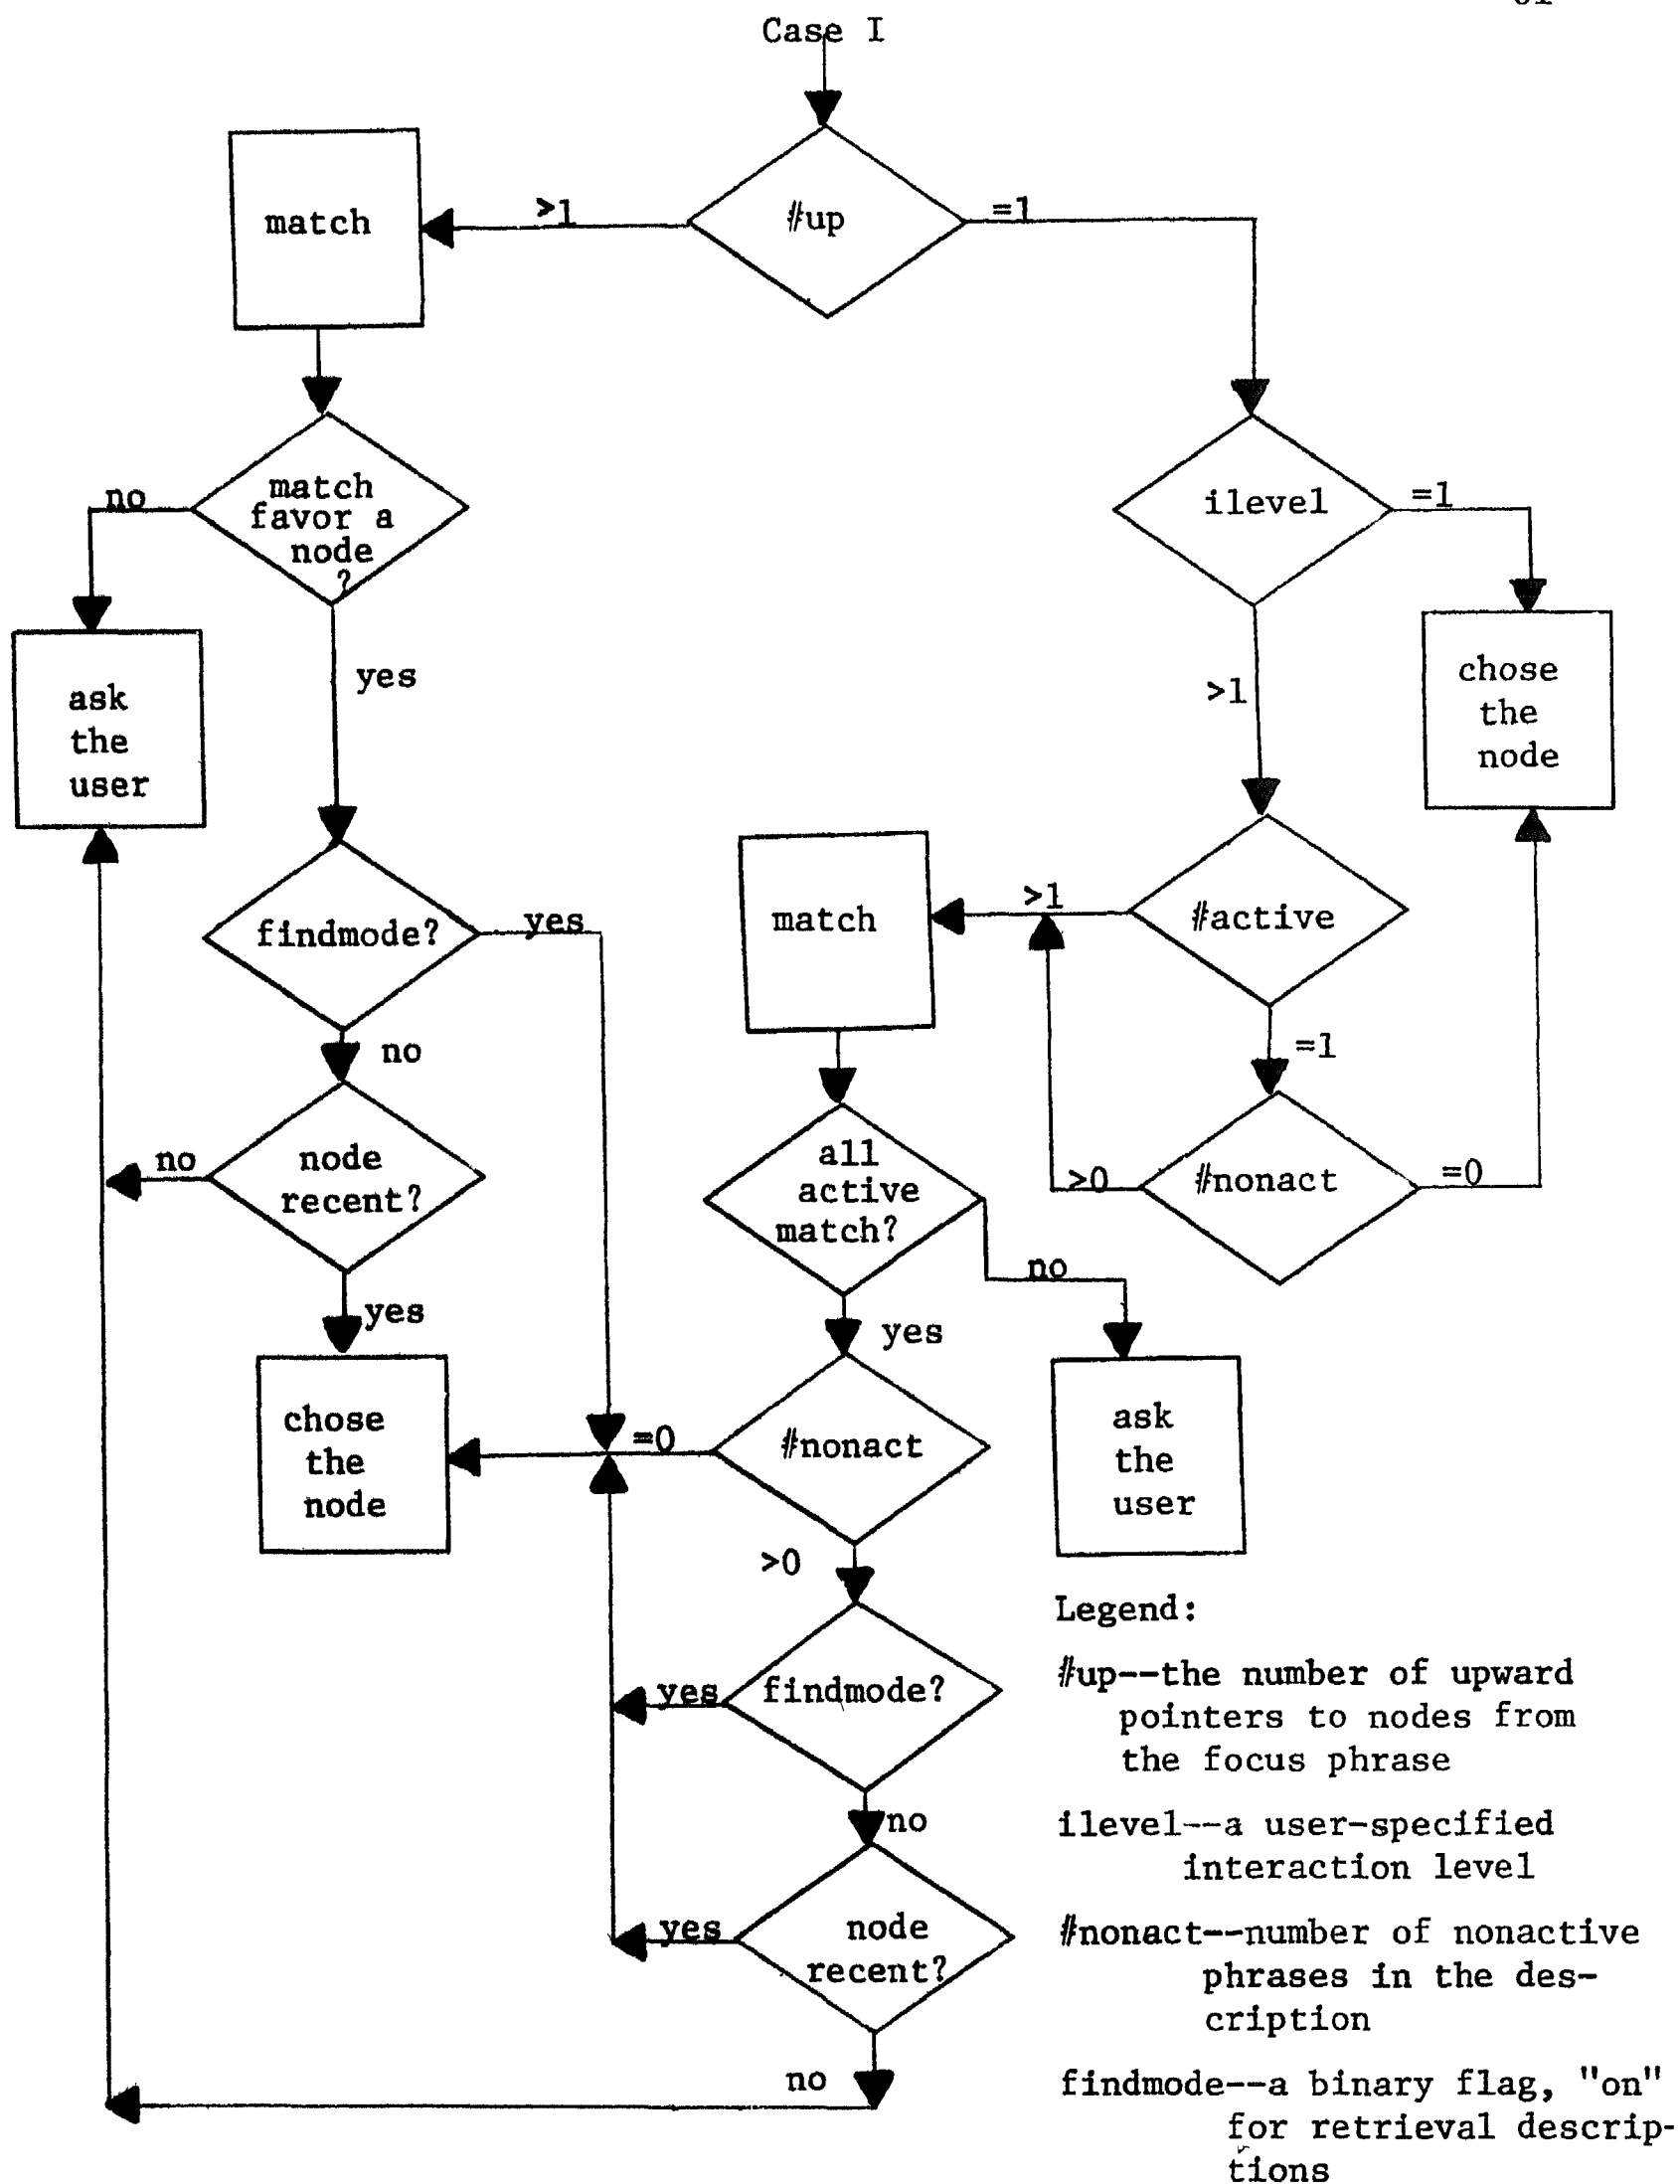 Case I
#up
>1
=1
match
match
favor a
node
?
no
yes
ask
the
user
ilevel
=1
>1
chose
the
node
#active
>1
=1
match
findmode?
yes
no
node
recent?
no
yes
#nonact
>0
=0
all
active
match?
no
yes
chose
the
node
#nonact
=0
>0
ask
the
user
findmode?
yes
no
node
recent?
yes
no
Legend:
#up--the number of upward
pointers to nodes from
the focus phrase
ilevel--a user-specified
interaction level
#nonact--number of nonactive
phrases in the des-
cription
findmode--a binary flag, "on"
for retrieval descrip-
tions